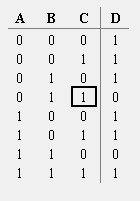 A B C D
0 0 0 1
0 0 1 1
0 1 0 1
0 1 1 0
1 0 0 1
1 0 1 1
1 1 0 0
1 1 1 1